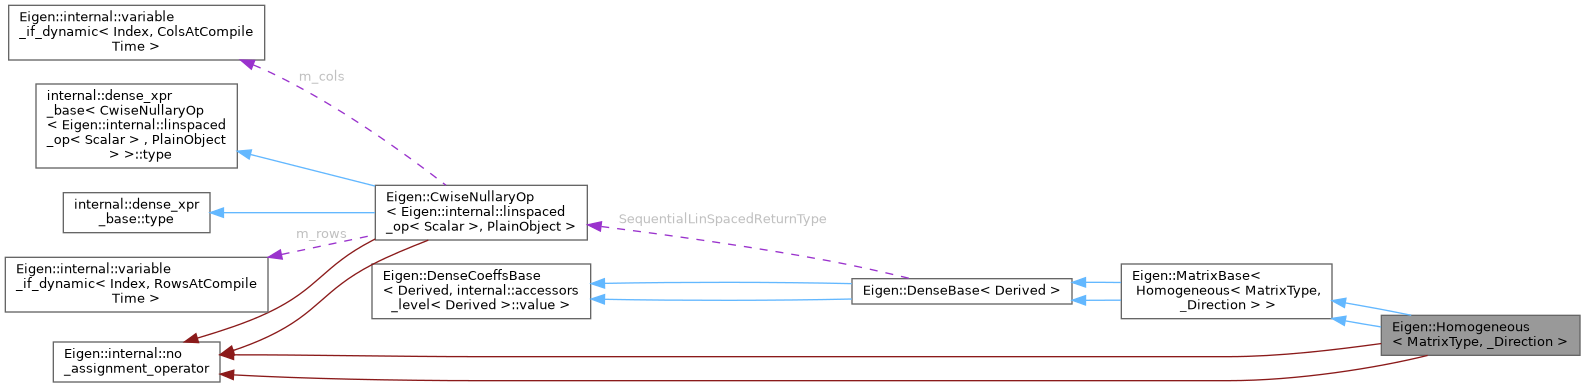 Eigen::internal::variable
_if_dynamic< Index, ColsAtCompile
Time >
m_cols
internal::dense_xpr
_base< CwiseNullaryOp
< Eigen::internal::linspaced
_op< Scalar > , PlainObject
> >::type
internal::dense_xpr
_base::type
m_rows
Eigen::internal::variable
_if_dynamic< Index, RowsAtCompile
Time >
Eigen::internal::no
_assignment_operator
Eigen::CwiseNullaryOp
< Eigen::internal::linspaced
_op< Scalar >, PlainObject >
SequentialLinSpacedReturnType
Eigen::DenseCoeffsBase
< Derived, internal::accessors
_level< Derived >::value >
Eigen::DenseBase< Derived >
Eigen::MatrixBase<
Homogeneous< MatrixType,
_Direction > >
Eigen::Homogeneous
< MatrixType, _Direction >